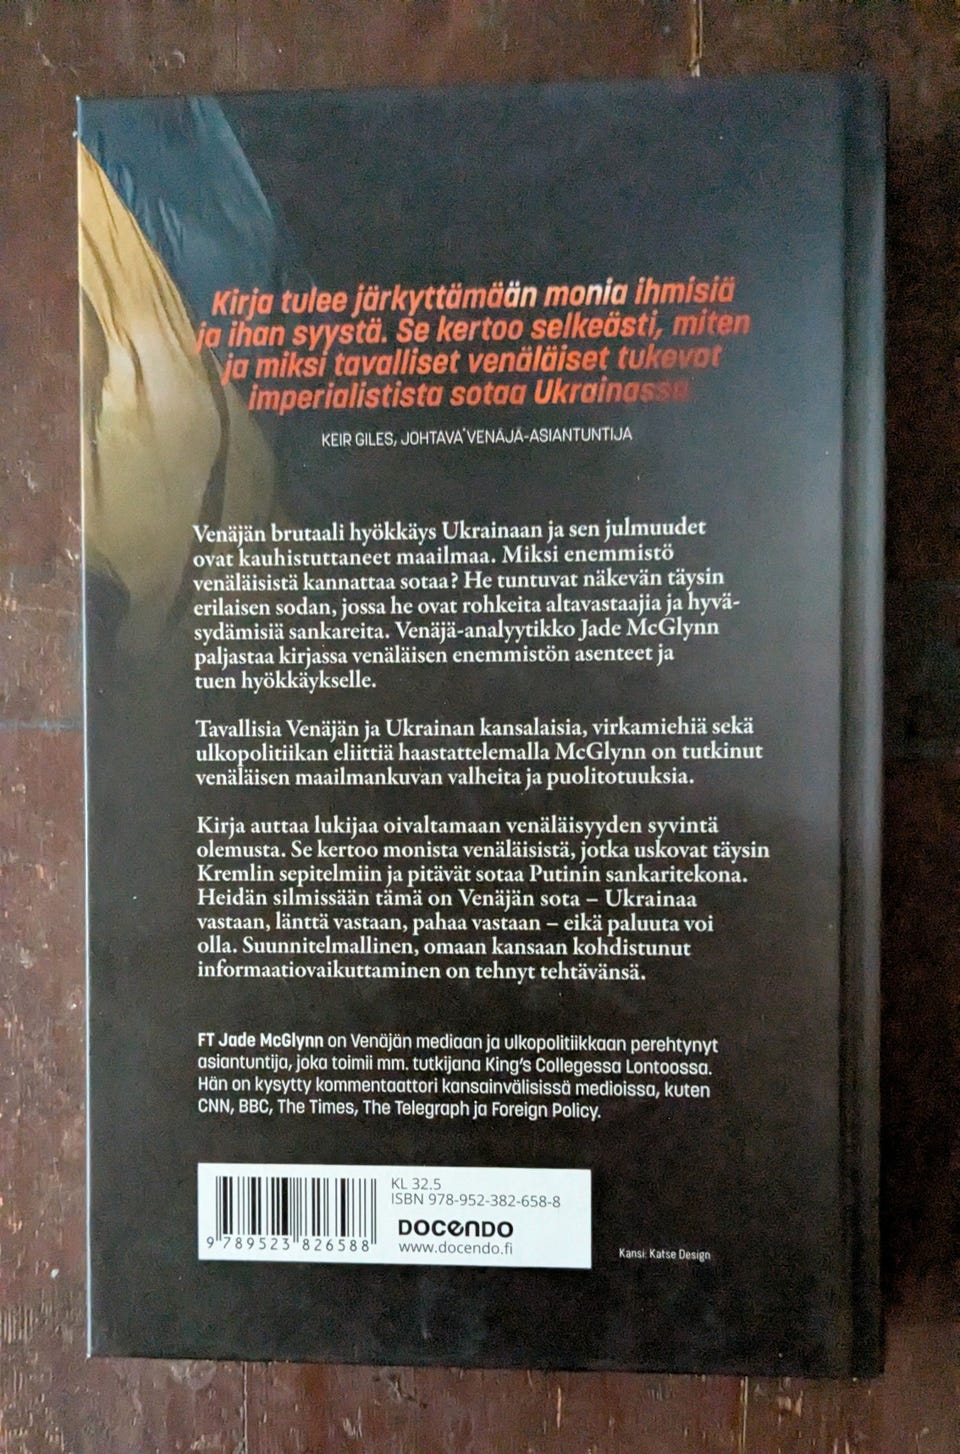 Kirja tulee järkyttämään monia ihmisiä
ja ihan syystä. Se kertoo selkeästi, miten
ja miksi tavalliset venäläiset tukevat
imperialistista sotaa Ukrainassa
KEIR GILES, JOHTAVA VENÄJÄ-ASIANTUNTIJA
Venäjän brutaali hyökkäys Ukrainaan ja sen julmuudet
ovat kauhistuttaneet maailmaa. Miksi enemmistö
venäläisistä kannattaa sotaa? He tuntuvat näkevän täysin
erilaisen sodan, jossa he ovat rohkeita altavastaajia ja hyvä-
sydämisiä sankareita. Venäjä-analyytikko Jade McGlynn
paljastaa kirjassa venäläisen enemmistön asenteet ja
tuen hyökkäykselle.
Tavallisia Venäjän ja Ukrainan kansalaisia, virkamiehiä sekä
ulkopolitiikan eliittiä haastattelemalla McGlynn on tutkinut
venäläisen maailmankuvan valheita ja puolitotuuksia.
Kirja auttaa lukijaa oivaltamaan venäläisyyden syvintä
olemusta. Se kertoo monista venäläisistä, jotka uskovat täysin
Kremlin sepitelmiin ja pitävät sotaa Putinin sankaritekona.
Heidän silmissään tämä on Venäjän sota – Ukrainaa
vastaan, länttä vastaan, pahaa vastaan – eikä paluuta voi
olla. Suunnitelmallinen, omaan kansaan kohdistunut
informaatiovaikuttaminen on tehnyt tehtävänsä.
FT Jade McGlynn on Venäjän mediaan ja ulkopolitiikkaan perehtynyt
asiantuntija, joka toimii mm. tutkijana King's Collegessa Lontoossa.
Hän on kysytty kommentaattori kansainvälisissä medioissa, kuten
CNN, BBC, The Times, The Telegraph ja Foreign Policy.
KL 32.5
ISBN 978-952-382-658-8
DOCENDO
www.docendo.fi
9 789523 826588
Kansi: Katse Design